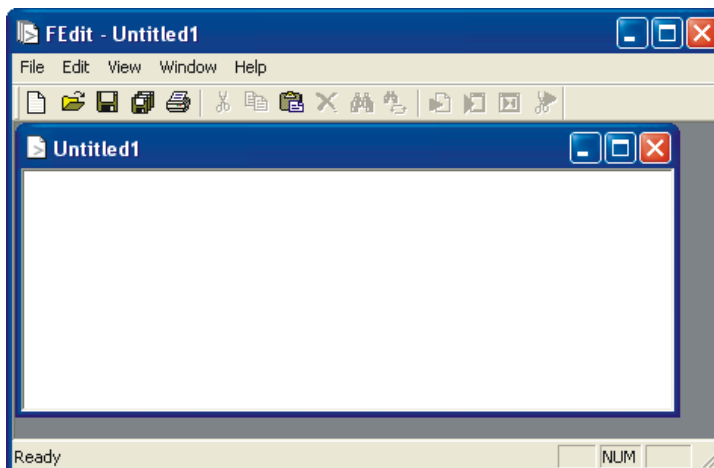 FEdit - Untitled1
File Edit View Window Help
Untitled1
Ready
NUM